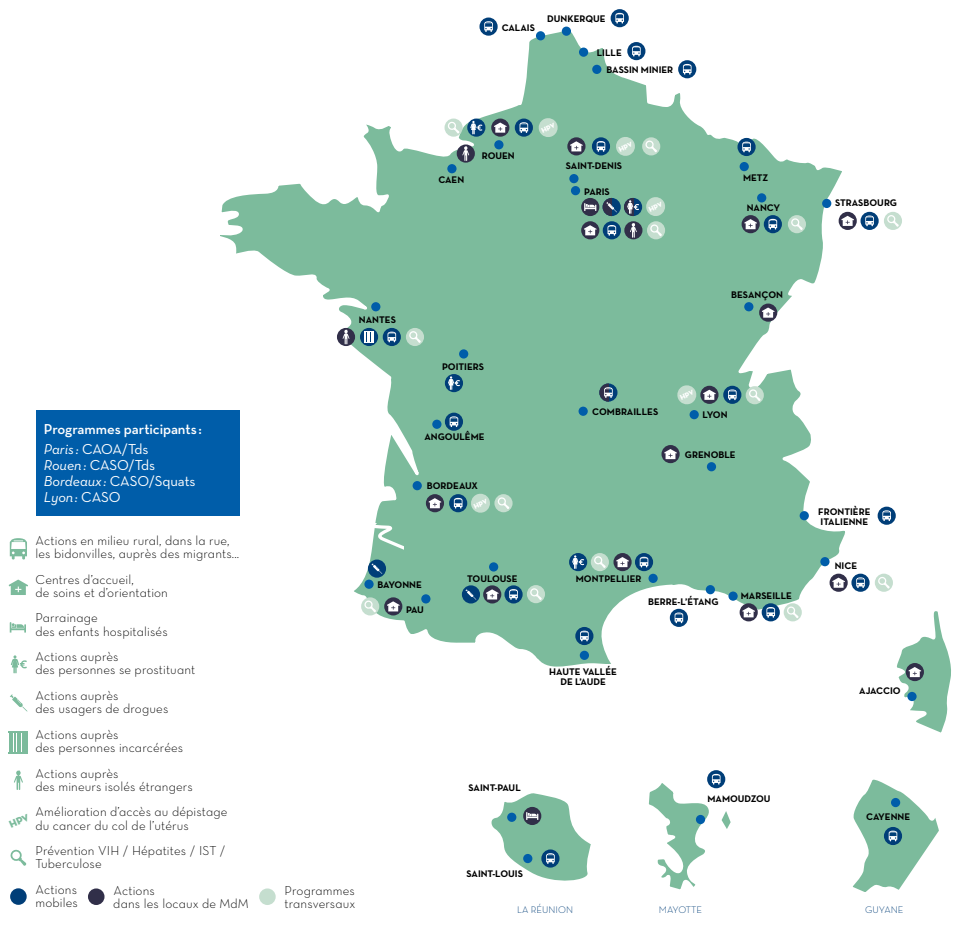 DUNKERQUE
CALAIS
LILLE
BASSIN MINIER
HPV
ROUEN
CAEN
HPV
SAINT-DENIS
PARIS
HPV
METZ
NANCY
STRASBOURG
BESANÇON
NANTES
POITIERS
ANGOULÊME
COMBRAILLES
HPV
LYON
GRENOBLE
BORDEAUX
HPV
FRONTIÈRE
ITALIENNE
BAYONNE
PAU
TOULOUSE
MONTPELLIER
NICE
BERRE-L'ÉTANG
MARSEILLE
HAUTE VALLÉE
DE L'AUDE
AJACCIO
Programmes participants :
Paris : CAOA/Tds
Rouen : CASO/Tds
Bordeaux : CASO/Squats
Lyon : CASO
Actions en milieu rural, dans la rue,
les bidonvilles, auprès des migrants...
Centres d'accueil,
de soins et d'orientation
Parrainage
des enfants hospitalisés
Actions auprès
des personnes se prostituant
Actions auprès
des usagers de drogues
Actions auprès
des personnes incarcérées
Actions auprès
des mineurs isolés étrangers
HPV
Amélioration d'accès au dépistage
du cancer du col de l'utérus
Prévention VIH / Hépatites / IST /
Tuberculose
Actions
mobiles
Actions
dans les locaux de MdM
Programmes
transversaux
SAINT-PAUL
SAINT-LOUIS
LA RÉUNION
MAMOUDZOU
MAYOTTE
CAYENNE
GUYANE